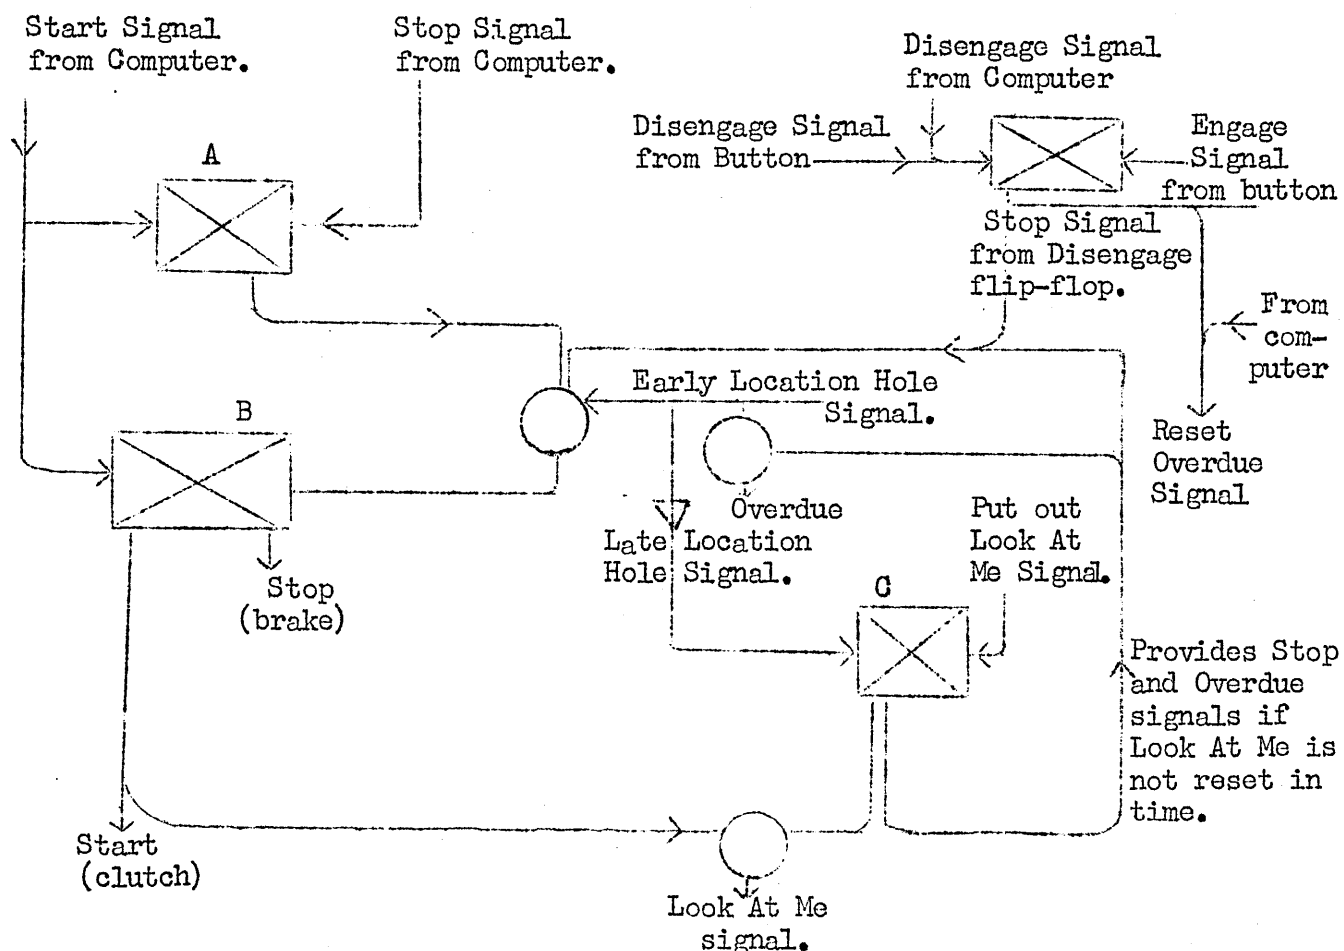 Start Signal
from Computer.
Stop Signal
from Computer.
Disengage Signal
from Computer
Disengage Signal
from Button
Engage
Signal
from button
A
Stop Signal
from Disengage
flip-flop.
From
com-
puter
Early Location Hole
Signal.
B
Reset
Overdue
Signal
Overdue
Late Location
Hole Signal.
Put out
Look At
Me Signal.
Stop
(brake)
C
Provides Stop
and Overdue
signals if
Look At Me is
not reset in
time.
Start
(clutch)
Look At Me
signal.